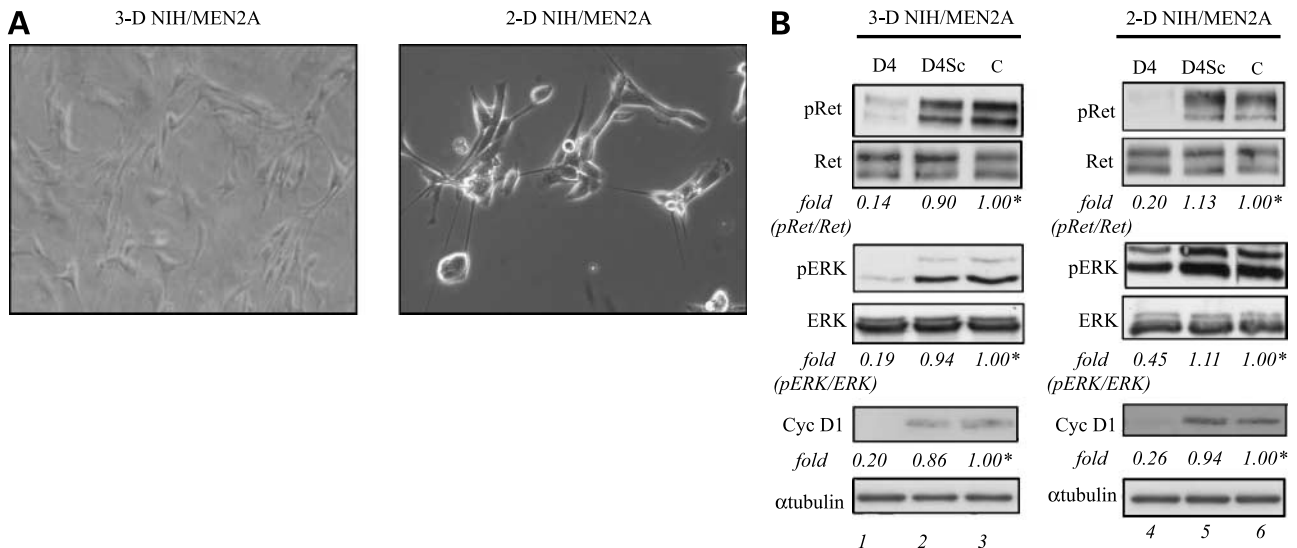 A
3-D NIH/MEN2A
2-D NIH/MEN2A
B
3-D NIH/MEN2A
D4 D4Sc C
pRet
Ret
fold 0.14 0.90 1.00*
(pRet/Ret)
pERK
ERK
fold 0.19 0.94 1.00*
(pERK/ERK)
Cyc D1
fold 0.20 0.86 1.00*
αtubulin
1 2 3
2-D NIH/MEN2A
D4 D4Sc C
pRet
Ret
fold 0.20 1.13 1.00*
(pRet/Ret)
pERK
ERK
fold 0.45 1.11 1.00*
(pERK/ERK)
Cyc D1
fold 0.26 0.94 1.00*
αtubulin
4 5 6